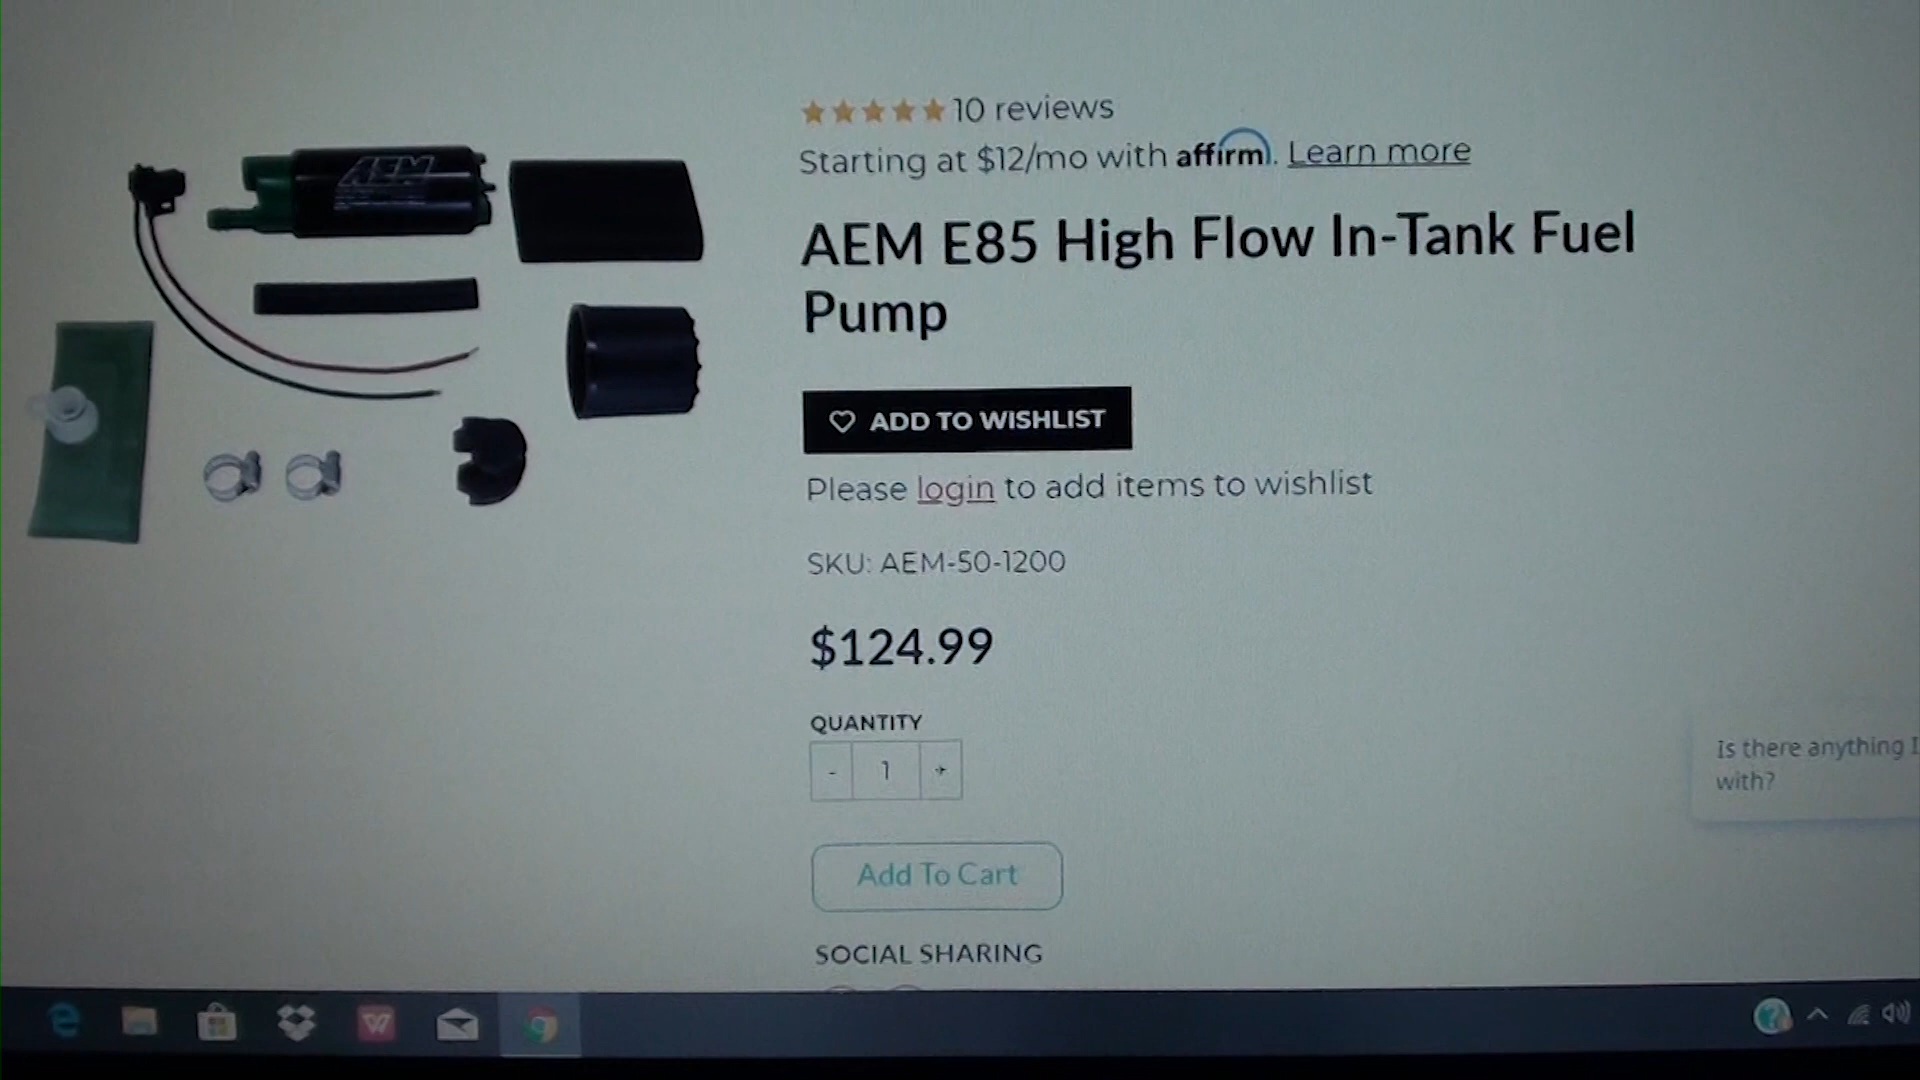 AEM
10 reviews
Starting at $12/mo with affirm. Learn more
AEM E85 High Flow In-Tank Fuel
Pump
ADD TO WISHLIST
Please login to add items to wishlist
SKU: AEM-50-1200
$124.99
QUANTITY
- 1 +
Is there anything I
with?
Add To Cart
SOCIAL SHARING